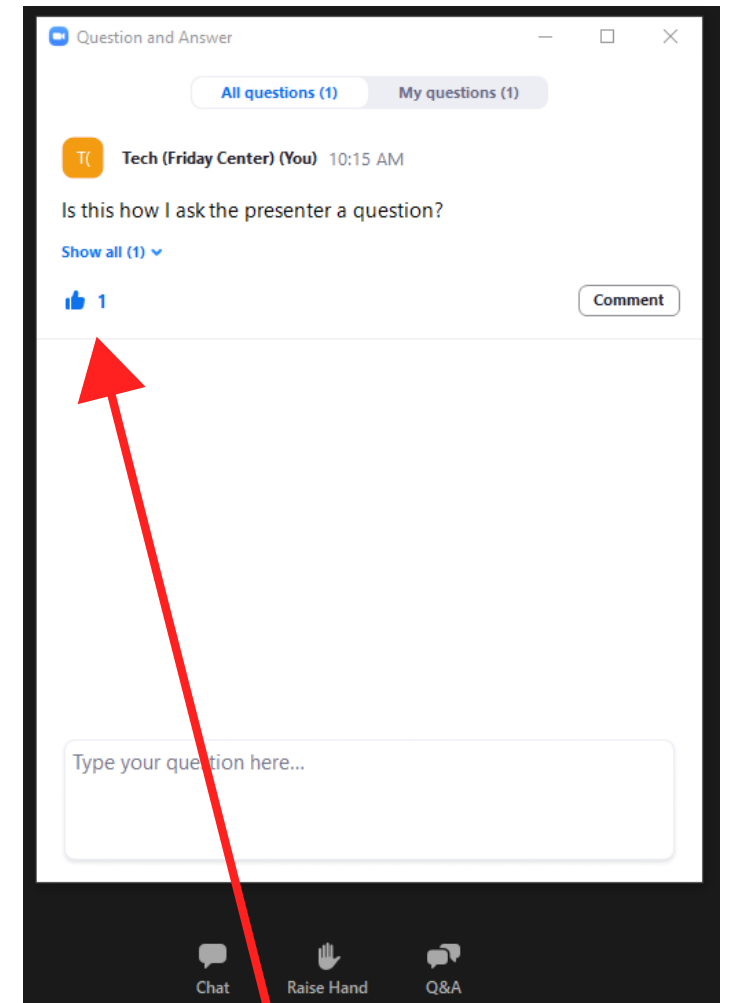 Question and Answer
All questions (1) My questions (1)
T( Tech (Friday Center) (You) 10:15 AM
Is this how I ask the presenter a question?
Show all (1)
1 Comment
Type your question here...
Chat Raise Hand Q&A